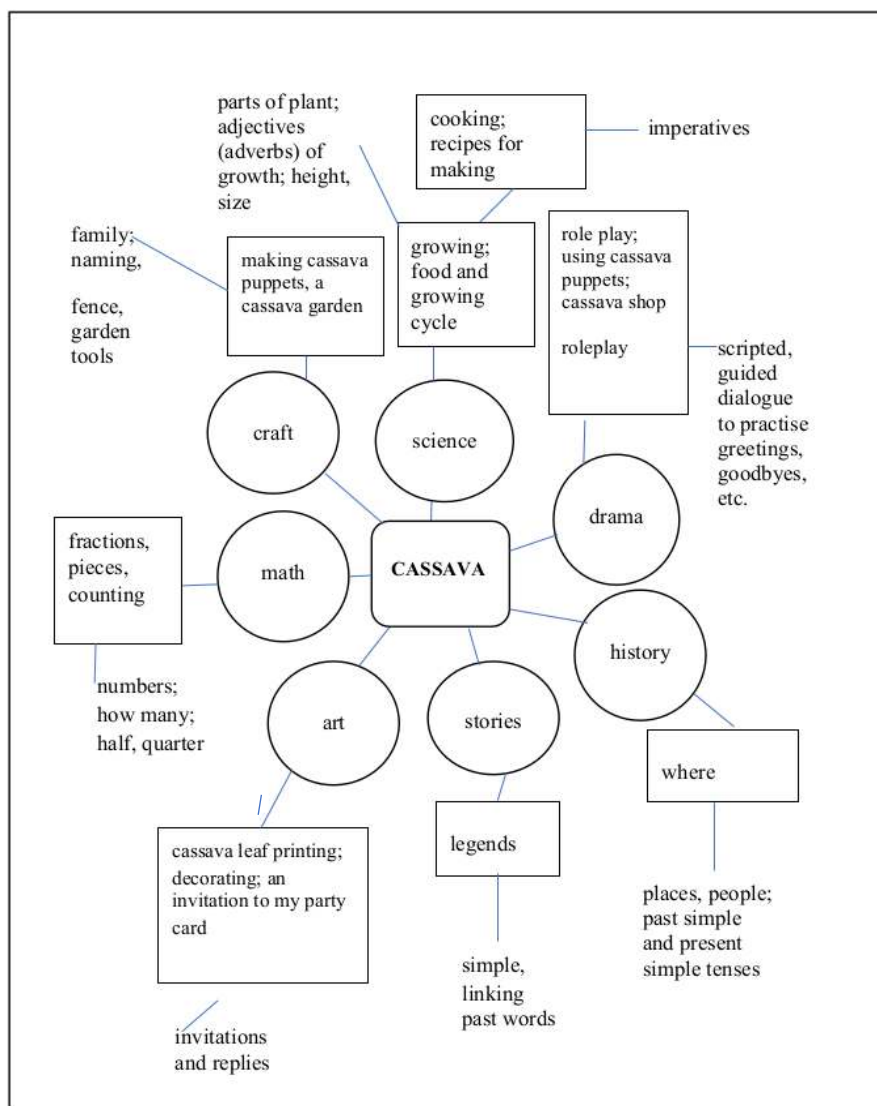 parts of plant;
adjectives
(adverbs) of
growth; height,
size
cooking;
recipes for
making
imperatives
family;
naming,
fence,
garden
tools
making cassava
puppets, a
cassava garden
growing;
food and
growing
cycle
role play;
using cassava
puppets;
cassava shop
roleplay
scripted,
guided
dialogue
to practise
greetings,
goodbyes,
etc.
craft
science
drama
fractions,
pieces,
counting
math
CASSAVA
history
numbers;
how many;
half, quarter
art
stories
where
cassava leaf printing;
decorating; an
invitation to my party
card
legends
places, people;
past simple
and present
simple tenses
simple,
linking
past words
invitations
and replies